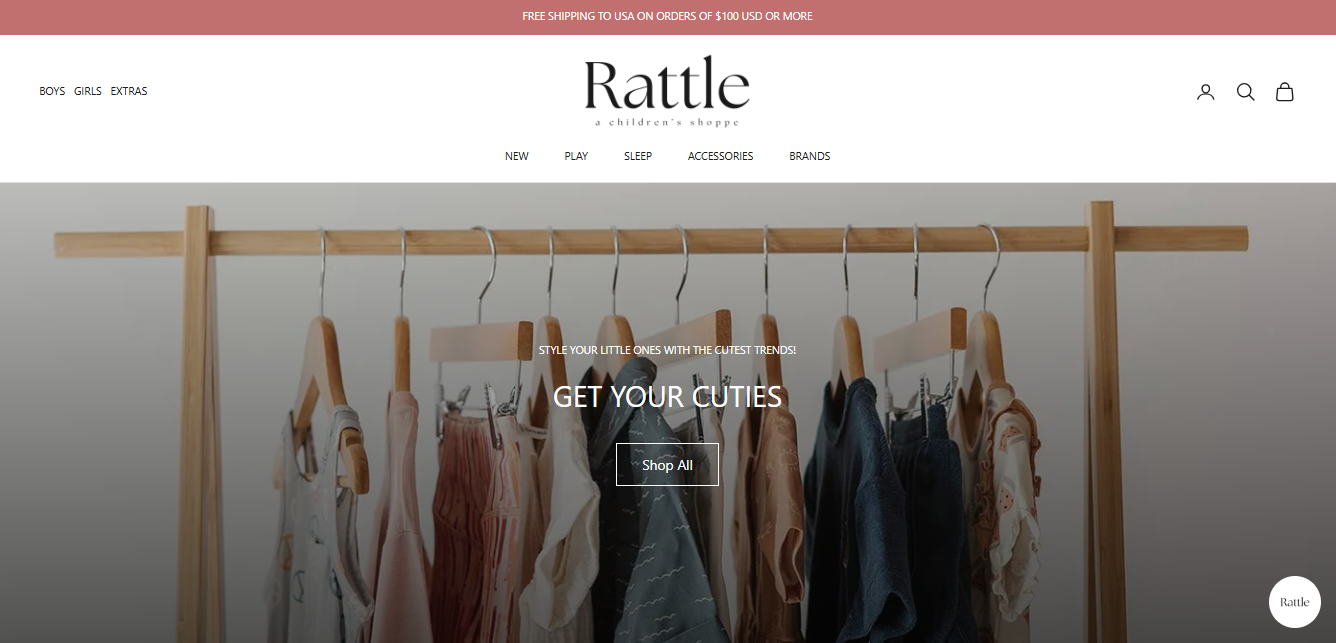 FREE SHIPPING TO USA ON ORDERS OF $100 USD OR MORE
BOYS GIRLS EXTRAS
Rattle
a children's shoppe
NEW PLAY SLEEP ACCESSORIES BRANDS
STYLE YOUR LITTLE ONES WITH THE CUTEST TRENDS!
GET YOUR CUTIES
Shop All
Rattle